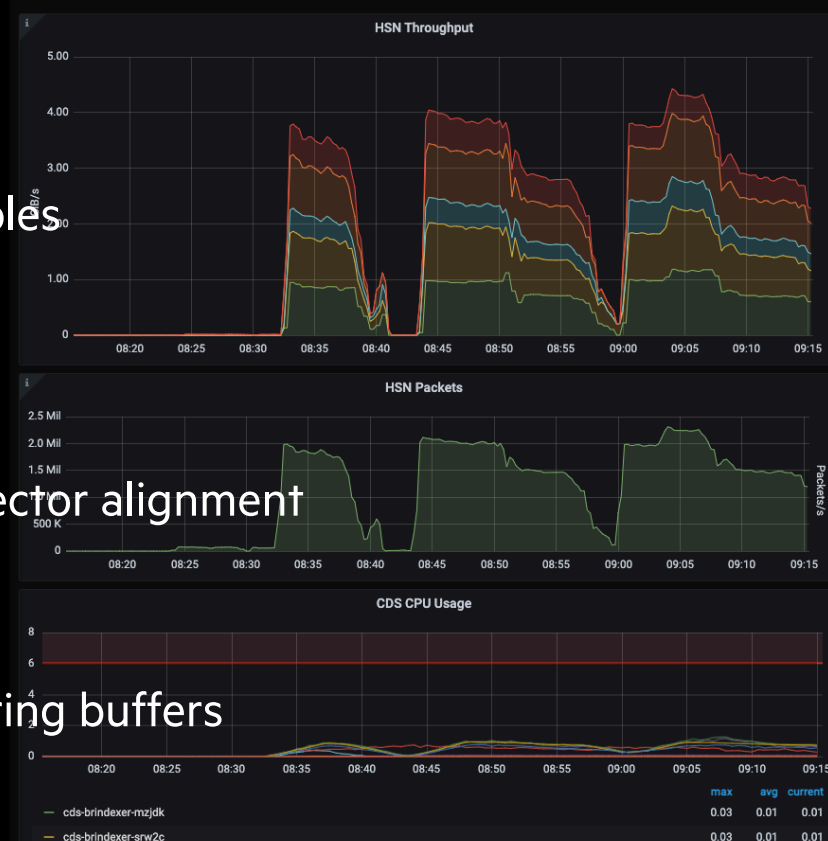 HSN Throughput
5.00
4.00
3.00
1.00
0
08:20 08:25 08:30 08:35 08:40 08:45 08:50 08:55 09:00 09:05 09:10 09:15
HSN Packets
2.5 Mil
2.0 Mil
1.5 Mil
alignment
500 K
0
Packets/s
08:20 08:25 08:30 08:35 08:40 08:45 08:50 08:55 09:00 09:05 09:10 09:15
CDS CPU Usage
8
6
4
buffers
0
08:20 08:25 08:30 08:35 08:40 08:45 08:50 08:55 09:00 09:05 09:10 09:15
max avg current
cds-brindexer-mzjdk 0.03 0.01 0.01
cds-brindexer-srw2c 0.03 0.01 0.01